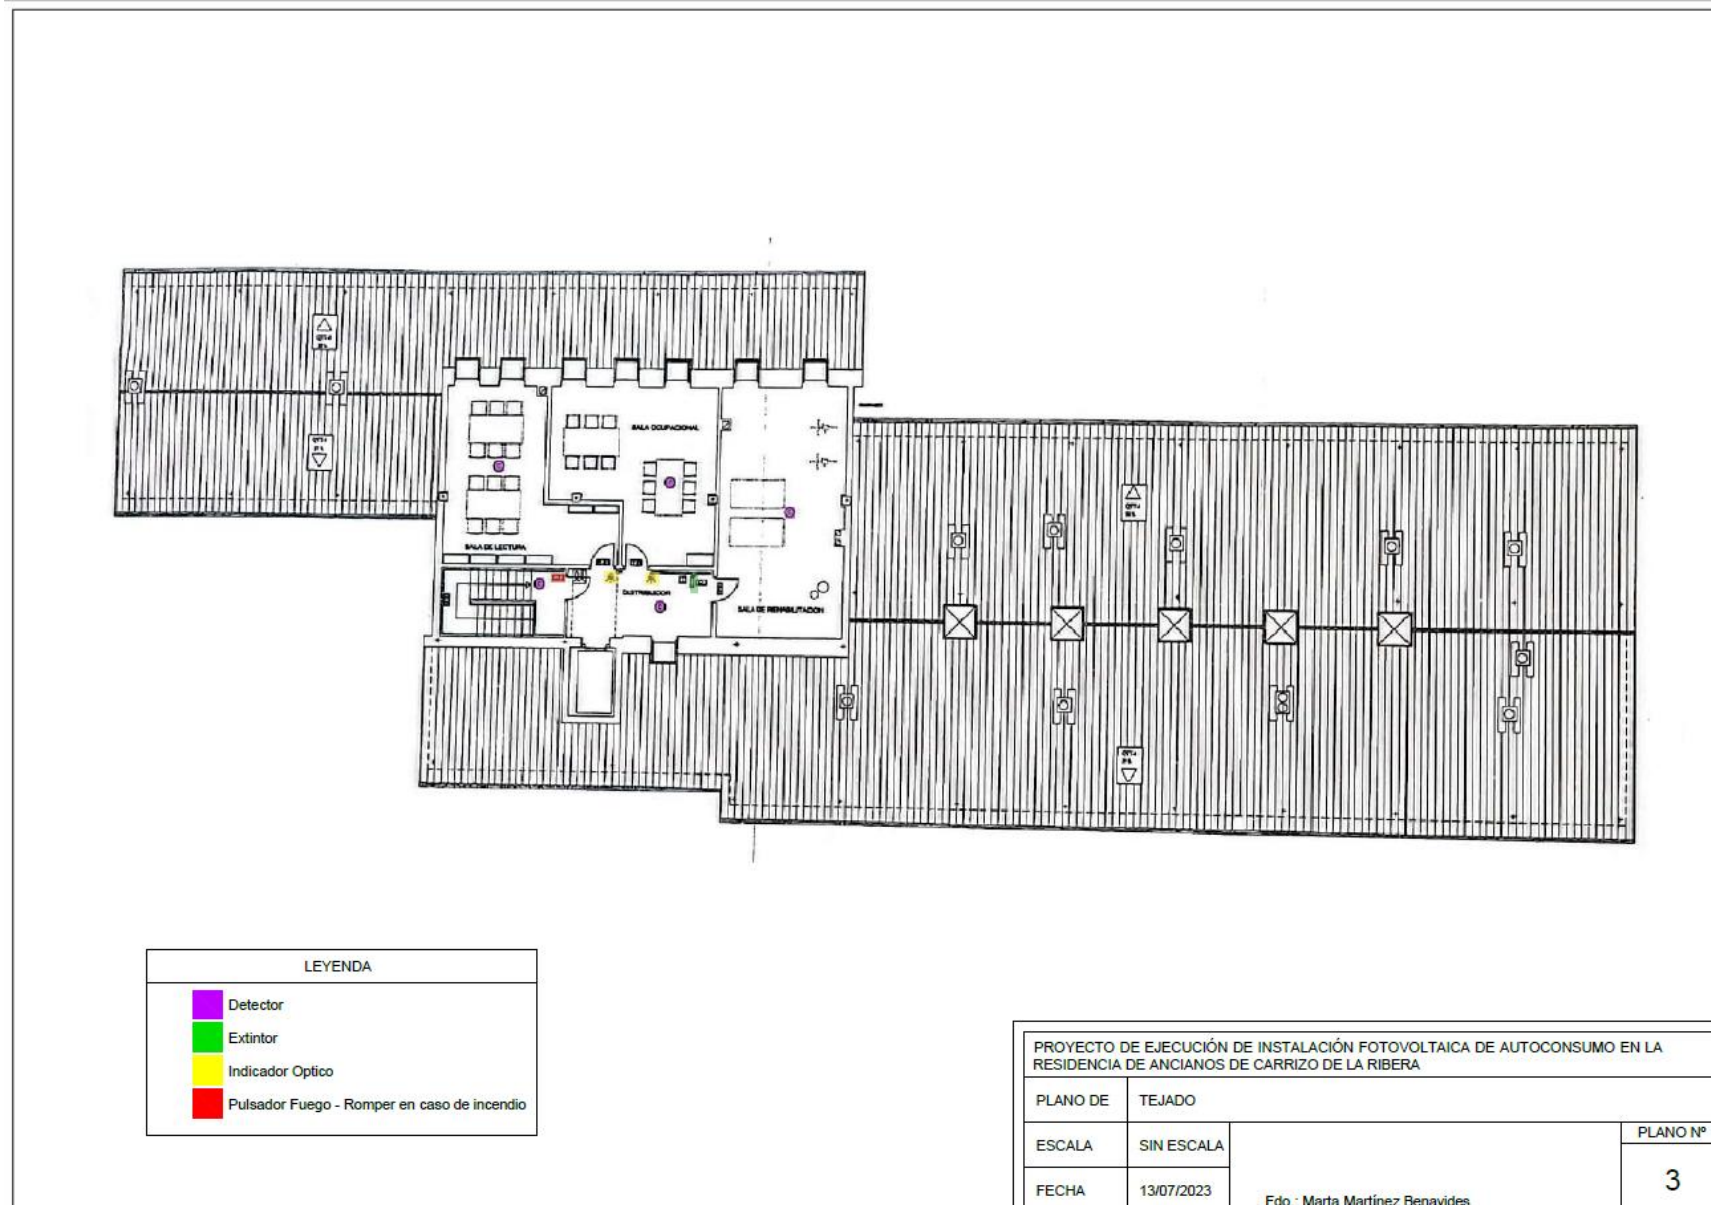 SALA OCUPACIONAL
SALA DE LECTURA
DISTRIBUIDOR
SALA DE REHABILITACION
LEYENDA
Detector
Extintor
Indicador Optico
Pulsador Fuego - Romper en caso de incendio
PROYECTO DE EJECUCIÓN DE INSTALACIÓN FOTOVOLTAICA DE AUTOCONSUMO EN LA
RESIDENCIA DE ANCIANOS DE CARRIZO DE LA RIBERA
PLANO DE TEJADO
ESCALA SIN ESCALA
PLANO Nº
3
FECHA 13/07/2023
Fdo.: Marta Martínez Benavides